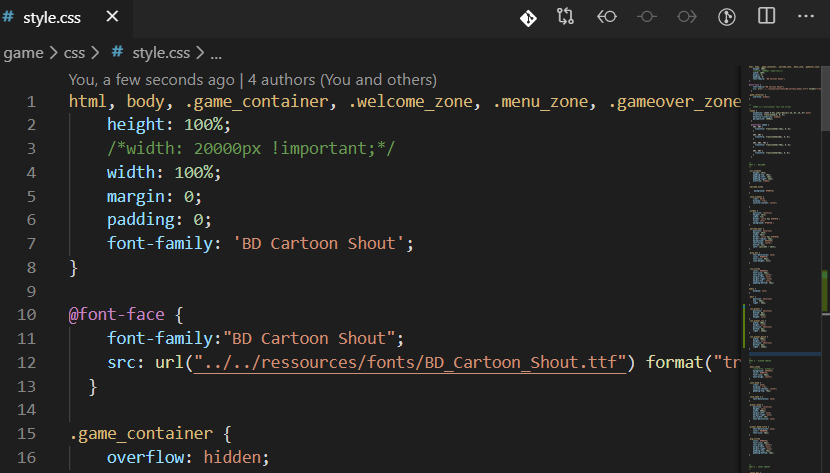 # style.css ×
game > css > # style.css > ...
You, a few seconds ago | 4 authors (You and others)
1 html, body, .game_container, .welcome_zone, .menu_zone, .gameover_zone
2 height: 100%;
3 /*width: 20000px !important;*/
4 width: 100%;
5 margin: 0;
6 padding: 0;
7 font-family: 'BD Cartoon Shout';
8 }
9
10 @font-face {
11 font-family:"BD Cartoon Shout";
12 src: url("../../ressources/fonts/BD_Cartoon_Shout.ttf") format("tr
13 }
14
15 .game_container {
16 overflow: hidden;